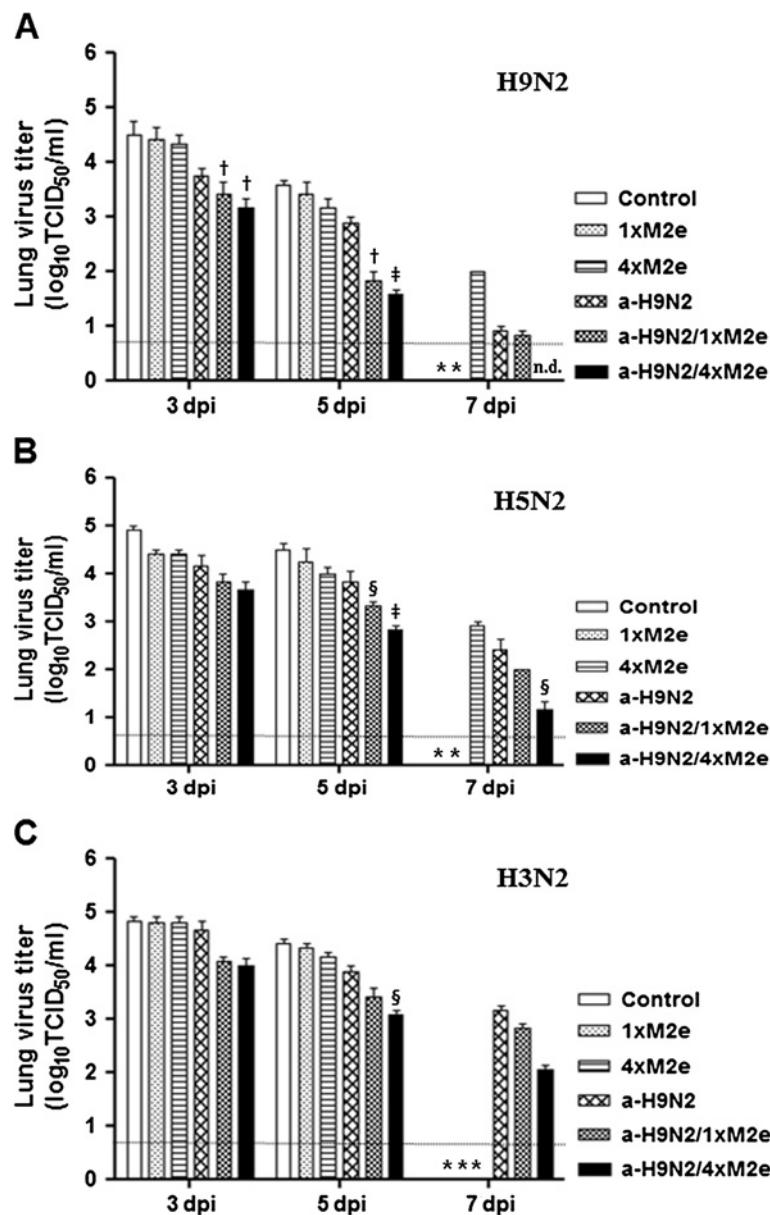 A
H9N2
Lung virus titer
(log10TCID50/ml)
6
5
4
3
2
1
0
† †
† ‡
* *
n.d.
3 dpi 5 dpi 7 dpi
Control
1xM2e
4xM2e
a-H9N2
a-H9N2/1xM2e
a-H9N2/4xM2e
B
H5N2
Lung virus titer
(log10TCID50/ml)
6
5
4
3
2
1
0
§ ‡
* *
§
3 dpi 5 dpi 7 dpi
Control
1xM2e
4xM2e
a-H9N2
a-H9N2/1xM2e
a-H9N2/4xM2e
C
H3N2
Lung virus titer
(log10TCID50/ml)
6
5
4
3
2
1
0
§
* * *
3 dpi 5 dpi 7 dpi
Control
1xM2e
4xM2e
a-H9N2
a-H9N2/1xM2e
a-H9N2/4xM2e